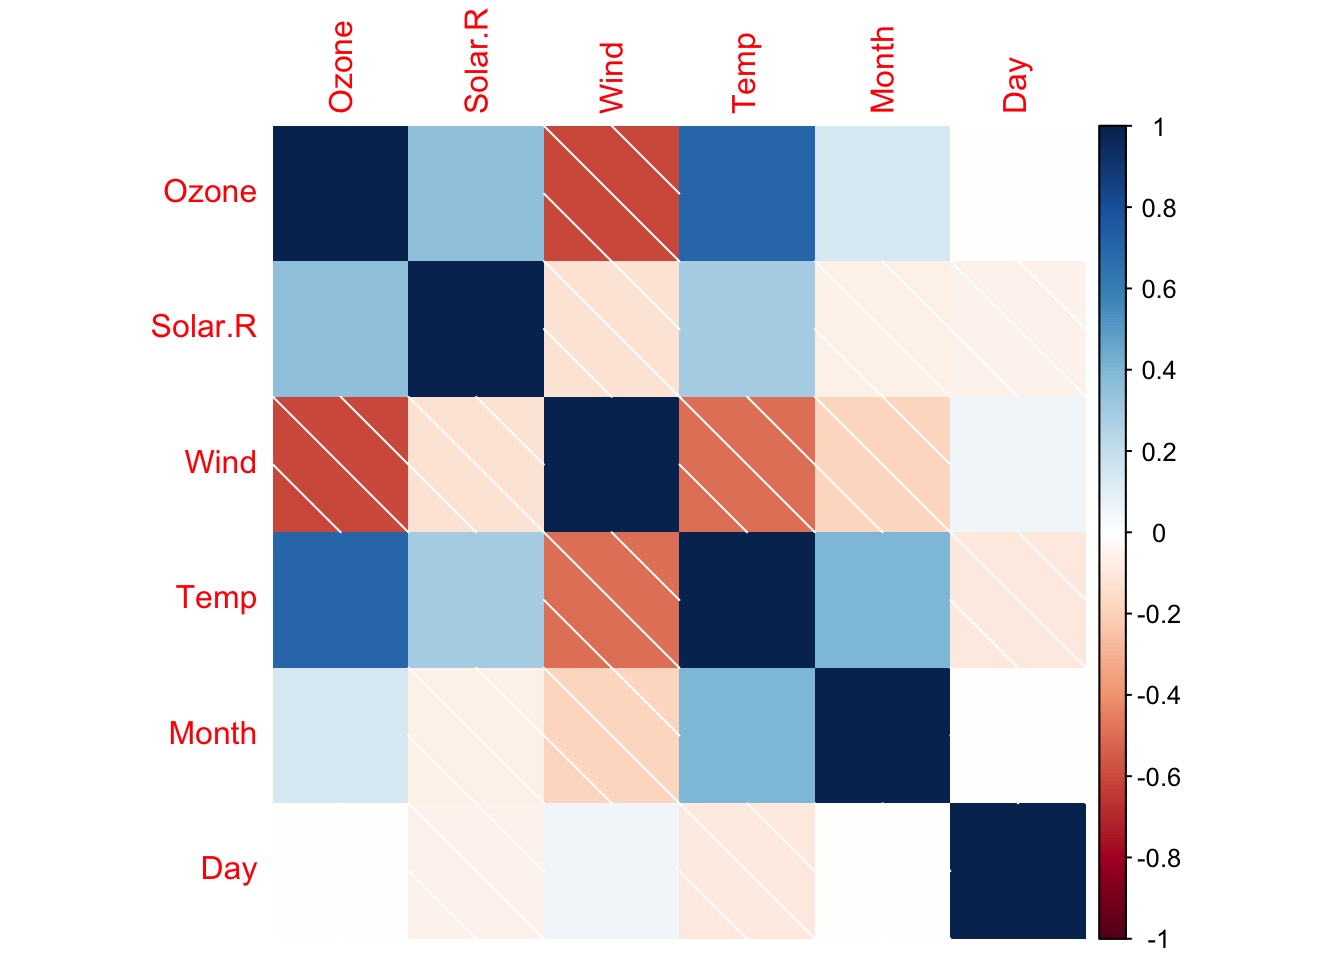 Ozone
Solar.R
Wind
Temp
Month
Day
Ozone
Solar.R
Wind
Temp
Month
Day
1
0.8
0.6
0.4
0.2
0
-0.2
-0.4
-0.6
-0.8
-1